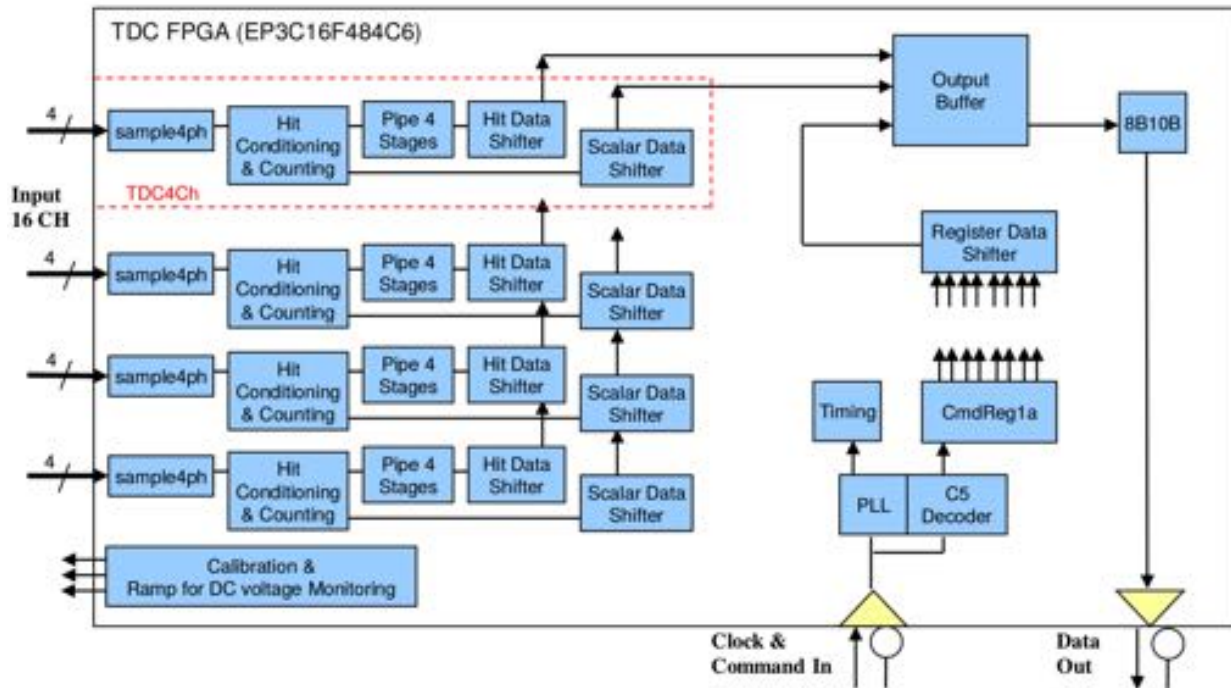 TDC FPGA (EP3C16F484C6)
Output
Buffer
8B10B
4
sample4ph
Hit
Conditioning
& Counting
Pipe 4
Stages
Hit Data
Shifter
Scalar Data
Shifter
TDC4Ch
Input
16 CH
4
sample4ph
Hit
Conditioning
& Counting
Pipe 4
Stages
Hit Data
Shifter
Scalar Data
Shifter
Register Data
Shifter
4
sample4ph
Hit
Conditioning
& Counting
Pipe 4
Stages
Hit Data
Shifter
Scalar Data
Shifter
Timing
CmdReg1a
4
sample4ph
Hit
Conditioning
& Counting
Pipe 4
Stages
Hit Data
Shifter
Scalar Data
Shifter
PLL
C5
Decoder
Calibration &
Ramp for DC voltage Monitoring
Clock &
Command In
Data
Out